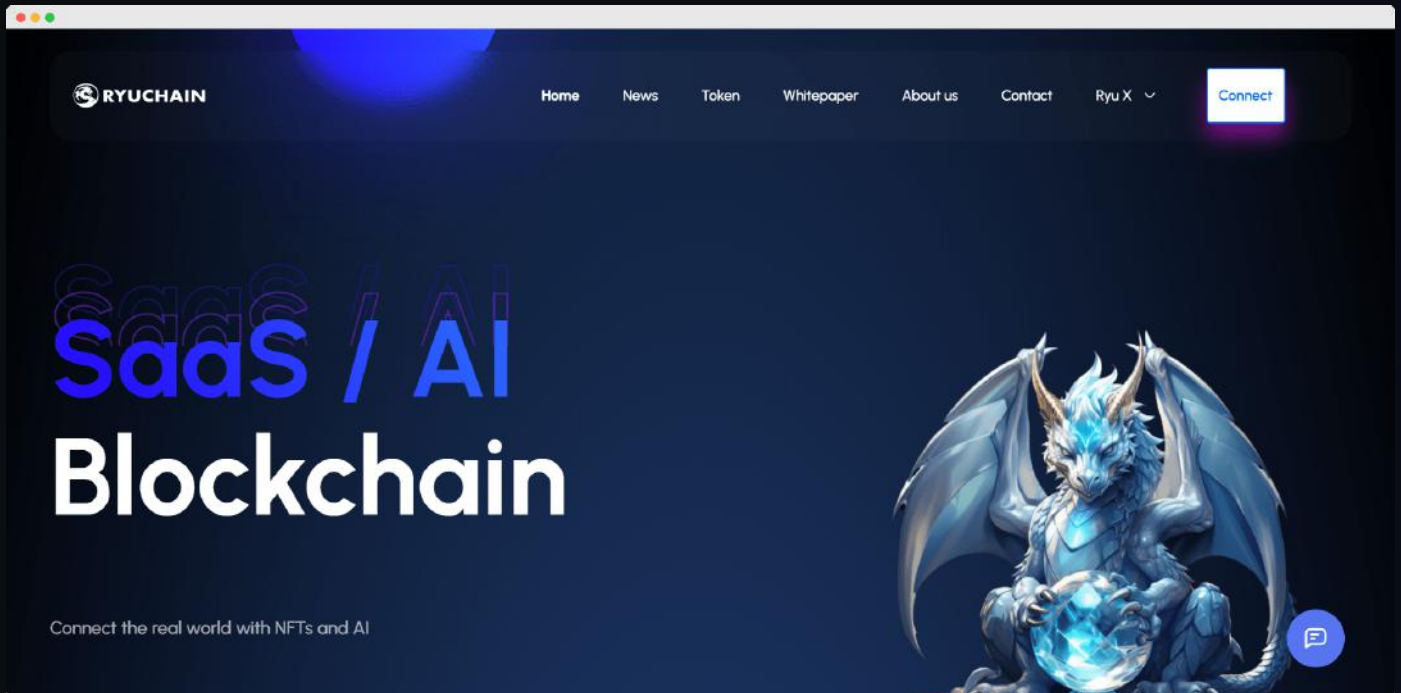 RYUCHAIN
Home News Token Whitepaper About us Contact Ryu X Connect
SaaS / AI
Blockchain
Connect the real world with NFTs and AI